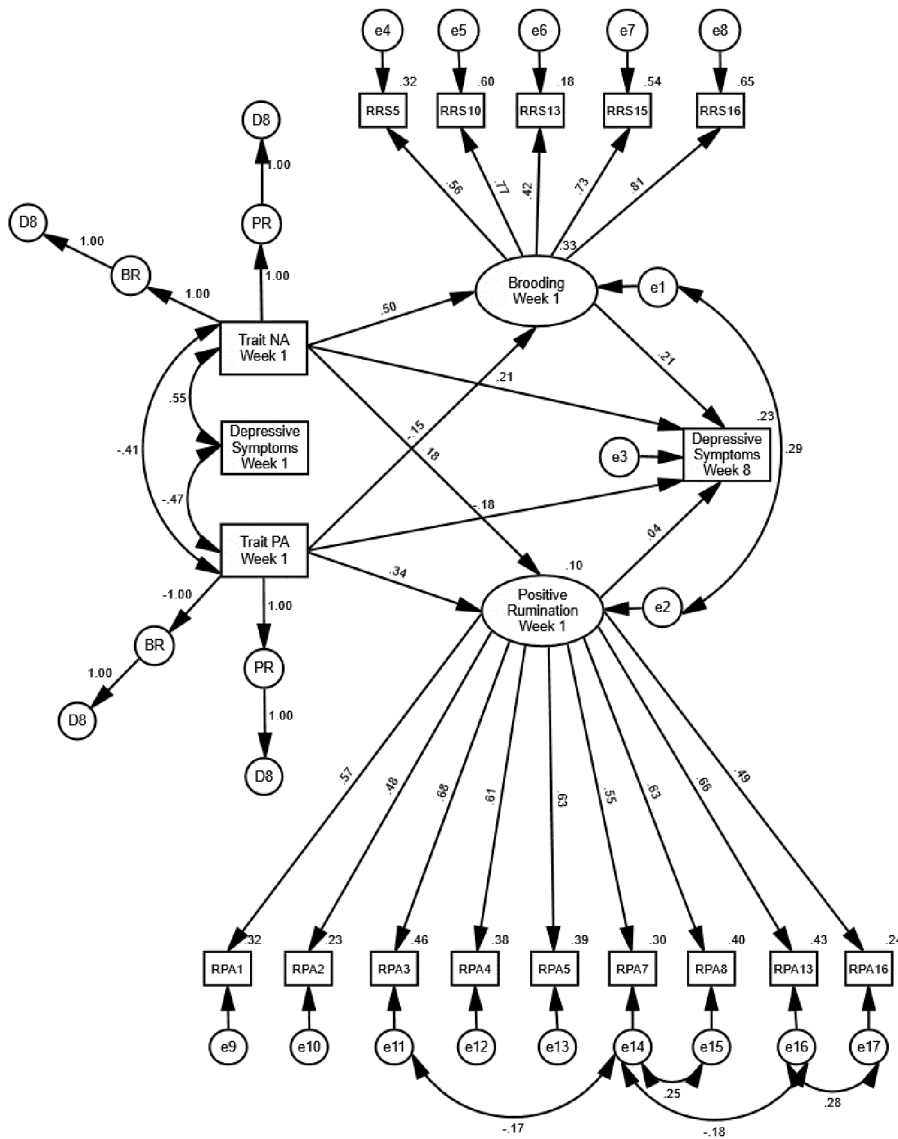 e4
e5
e6
e7
e8
.32
.60
.18
.54
.65
RRS5
RRS10
RRS13
RRS15
RRS16
D8
1.00
.56
.77
.42
.73
.81
D8
PR
1.00
BR
1.00
1.00
.33
Brooding
Week 1
e1
.50
Trait NA
Week 1
.21
.21
.55
-.41
Depressive
Symptoms
Week 1
-.15
.18
.23
Depressive
Symptoms
Week 8
e3
.29
-.47
-.18
Trait PA
Week 1
.04
.34
.10
Positive
Rumination
Week 1
e2
-1.00
1.00
BR
PR
1.00
D8
1.00
D8
.57
.48
.68
.61
.63
.55
.63
.66
.49
.32
.23
.46
.38
.39
.30
.40
.43
.24
RPA1
RPA2
RPA3
RPA4
RPA5
RPA7
RPA8
RPA13
RPA16
e9
e10
e11
e12
e13
e14
e15
e16
e17
.25
.28
-.17
-.18